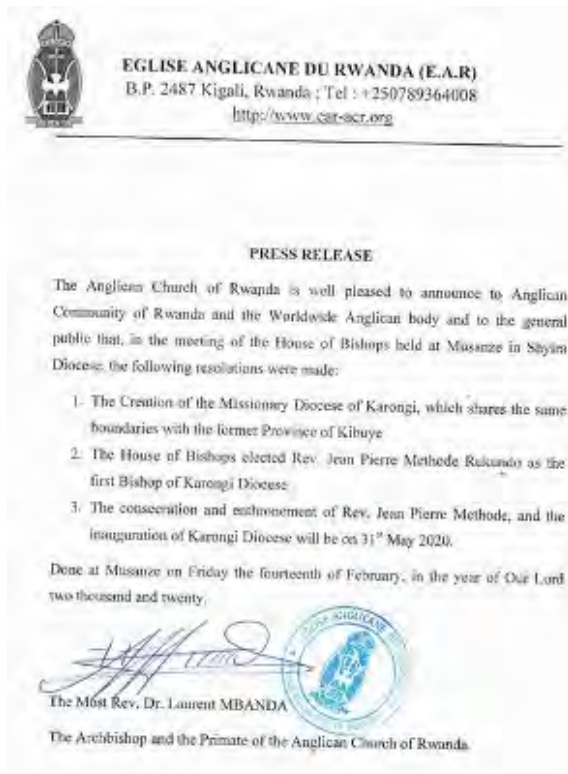 EGLISE ANGLICANE DU RWANDA (E.A.R)
B.P. 2487 Kigali, Rwanda ; Tel : +250789364008
http://www.ear-acr.org
PRESS RELEASE
The Anglican Church of Rwanda is well pleased to announce to Anglican
Community of Rwanda and the Worldwide Anglican body and to the general
public that, in the meeting of the House of Bishops held at Musanze in Shyira
Diocese, the following resolutions were made:
1. The Creation of the Missionary Diocese of Karongi, which shares the same
boundaries with the former Province of Kibuye
2. The House of Bishops elected Rev. Jean Pierre Methode Rukundo as the
first Bishop of Karongi Diocese
3. The consecration and enthronement of Rev. Jean Pierre Methode, and the
inauguration of Karongi Diocese will be on 31st May 2020.
Done at Musanze on Friday the fourteenth of February, in the year of Our Lord
two thousand and twenty
ANGLICANE
The Most Rev. Dr. Laurent MBANDA
The Archbishop and the Primate of the Anglican Church of Rwanda